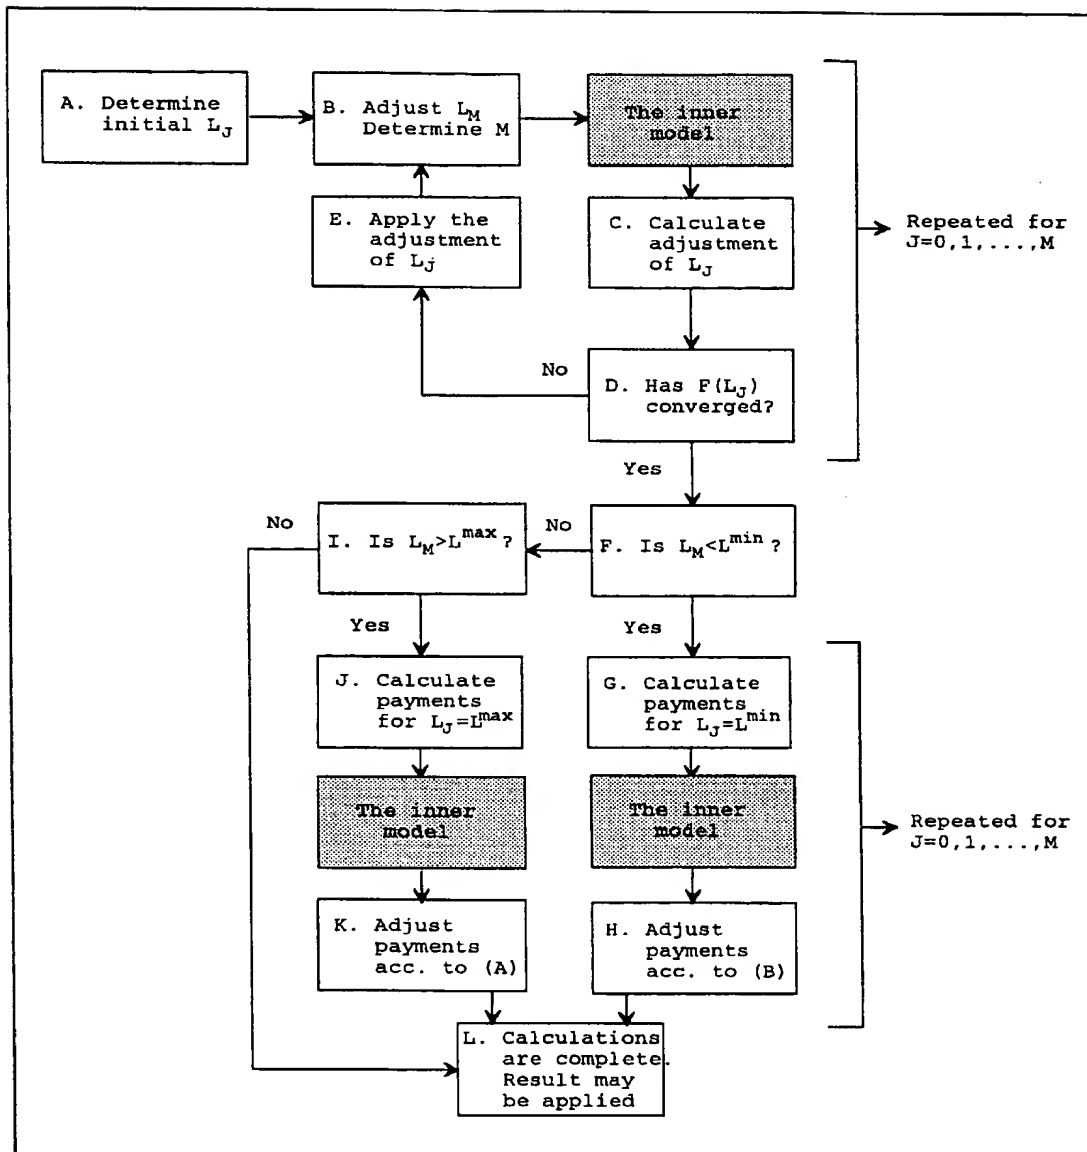 A. Determine
initial L_J
B. Adjust L_M
Determine M
The inner
model
E. Apply the
adjustment
of L_j
C. Calculate
adjustment
of L_J
Repeated for
J=0,1,....,M
No
D. Has F(L_J)
converged?
Yes
No
I. Is L_M>L^max?
No
F. Is L_M<L^min?
Yes
Yes
J. Calculate
payments
for L_J=L^max
G. Calculate
payments
for L_J=L^min
The inner
model
The inner
model
Repeated for
J=0,1,....,M
K. Adjust
payments
acc. to (A)
H. Adjust
payments
acc. to (B)
L. Calculations
are complete.
Result may
be applied